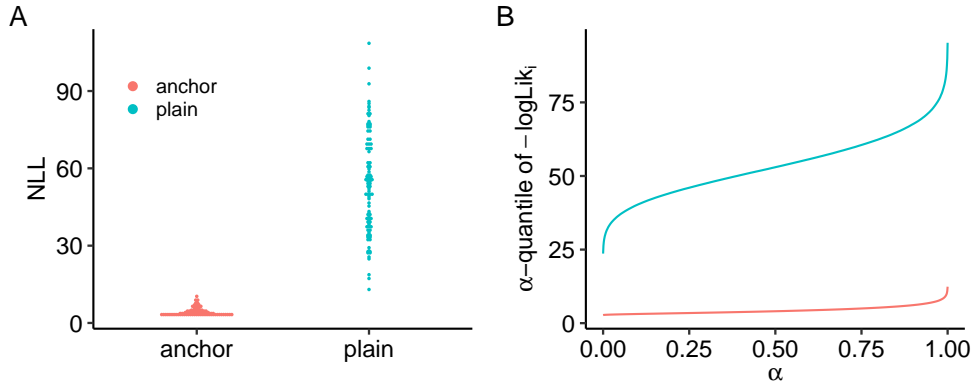 A
NLL
90
60
30
0
anchor
plain
anchor
plain
B
α−quantile of −logLikᵢ
75
50
25
0
0.00
0.25
0.50
0.75
1.00
α